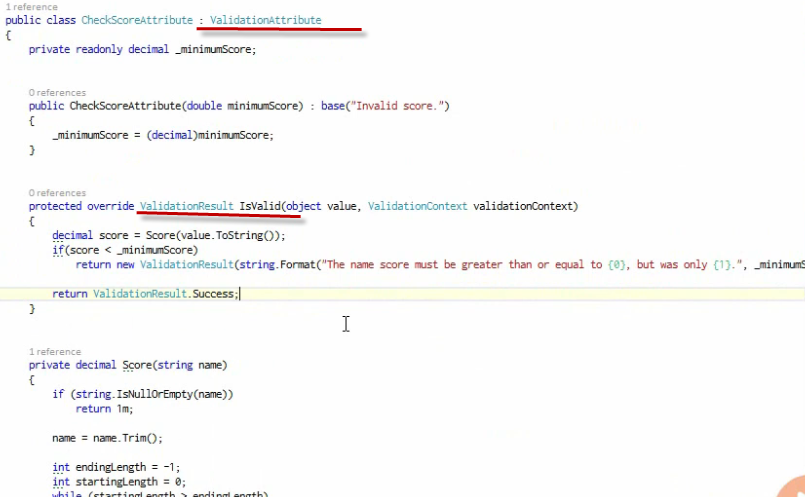 1 reference
public class CheckScoreAttribute : ValidationAttribute
{
    private readonly decimal _minimumScore;
0 references
    public CheckScoreAttribute(double minimumScore) : base("Invalid score.")
    {
        _minimumScore = (decimal)minimumScore;
    }
0 references
    protected override ValidationResult IsValid(object value, ValidationContext validationContext)
    {
        decimal score = Score(value.ToString());
        if(score < _minimumScore)
            return new ValidationResult(string.Format("The name score must be greater than or equal to {0}, but was only {1}.", _minimumS
        return ValidationResult.Success;
    }
1 reference
    private decimal Score(string name)
    {
        if (string.IsNullOrEmpty(name))
            return 1m;
        name = name.Trim();
        int endingLength = -1;
        int startingLength = 0;
        while (startingLength > endingLength)